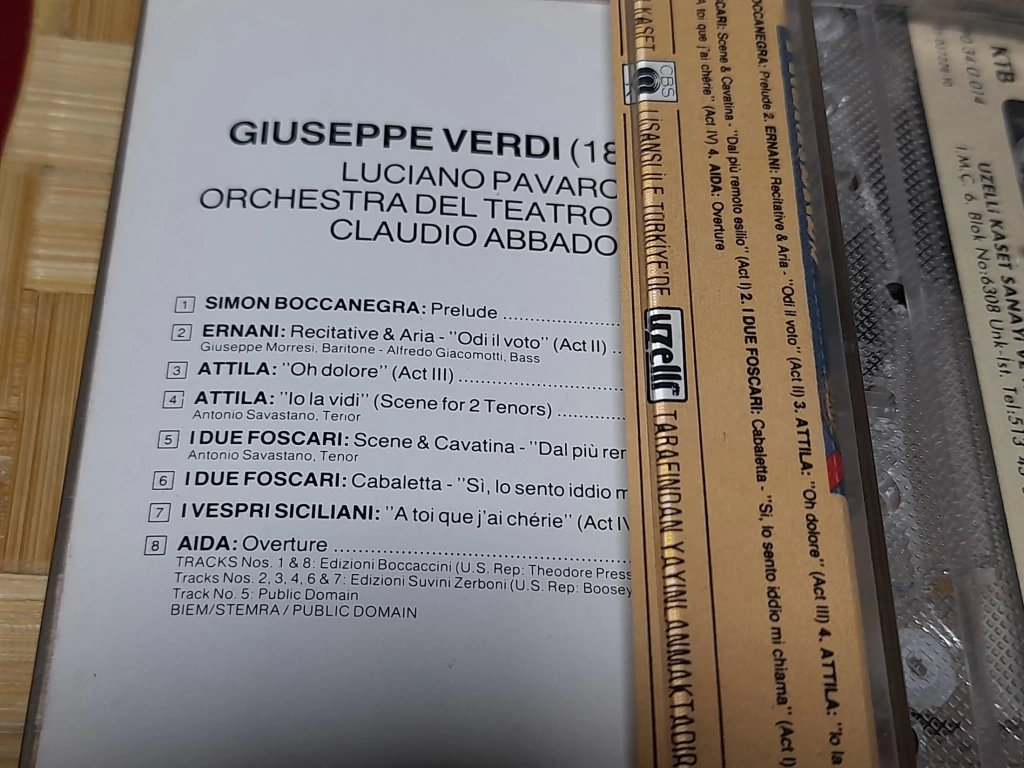 GIUSEPPE VERDI (18
LUCIANO PAVARO
ORCHESTRA DEL TEATRO
CLAUDIO ABBADO
1 SIMON BOCCANEGRA: Prelude ........................
2 ERNANI: Recitative & Aria - "Odi il voto" (Act II) ..
Giuseppe Morresi, Baritone - Alfredo Giacomotti, Bass
3 ATTILA: "Oh dolore" (Act III) ................................
4 ATTILA: "Io la vidi" (Scene for 2 Tenors) .............
Antonio Savastano, Tenor
5 I DUE FOSCARI: Scene & Cavatina - "Dal più rer
Antonio Savastano, Tenor
6 I DUE FOSCARI: Cabaletta - "Sì, lo sento iddio m
7 I VESPRI SICILIANI: "A toi que j'ai chérie" (Act IV
8 AIDA: Overture ..........................................................
TRACKS Nos. 1 & 8: Edizioni Boccaccini (U.S. Rep: Theodore Press
Tracks Nos. 2, 3, 4, 6 & 7: Edizioni Suvini Zerboni (U.S. Rep: Boosey
Track No. 5: Public Domain
BIEM/STEMRA / PUBLIC DOMAIN
KASET CBS LİSANSI İLE TÜRKİYE'DE uzelli TARAFINDAN YAYINLANMAKTADIR
OCCANEGRA: Prelude 2. ERNANI: Recitative & Aria - "Odi il voto" (Act II) 3. ATTILA: "Oh dolore" (Act III) 4. ATTILA: "Io la
CARI: Scene & Cavatina - "Dal più remoto esilio" (Act I) 2. I DUE FOSCARI: Cabaletta - "Si, lo sento iddio mi chiama" (Act I)
A toi que j'ai chérie" (Act IV) 4. AIDA: Overture
KTB
34 Ü 074
UZELLİ KASET SANAYİ VE
İ.M.Ç. 6. Blok No:6308 Unk.-İst. Tel:513 45